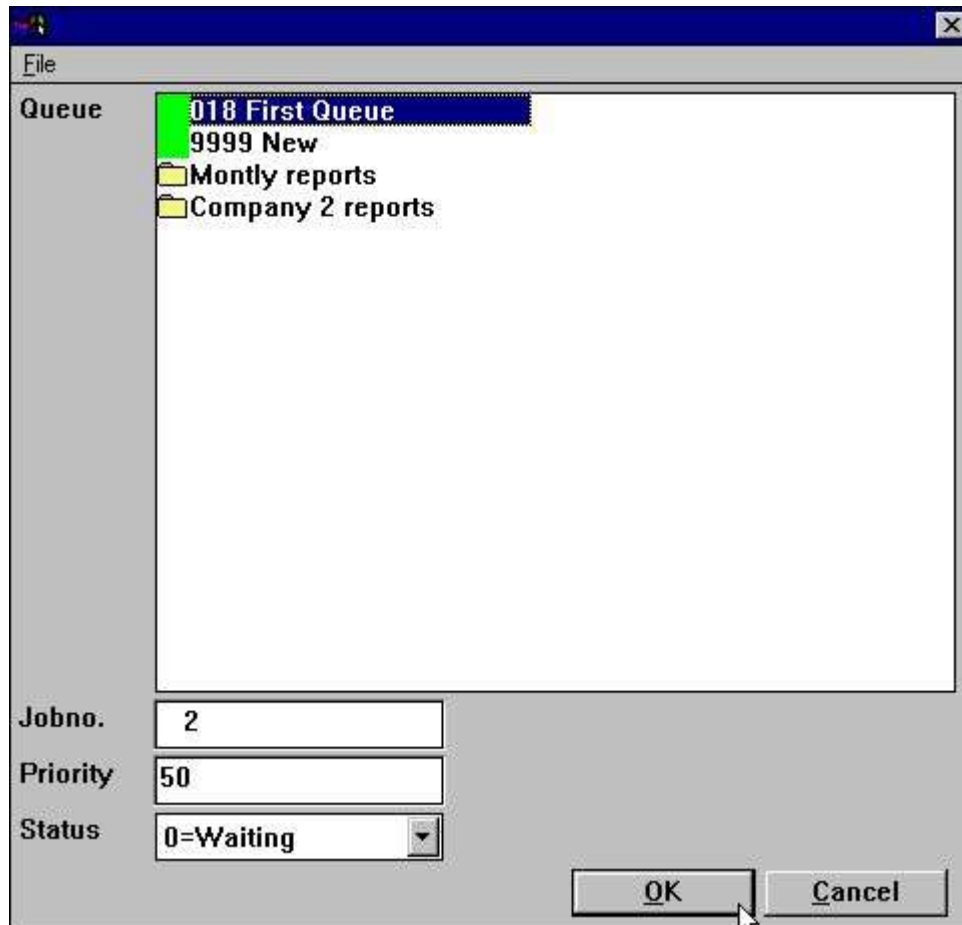 File
Queue
018 First Queue
9999 New
Montly reports
Company 2 reports
Jobno. 2
Priority 50
Status 0=Waiting
OK Cancel